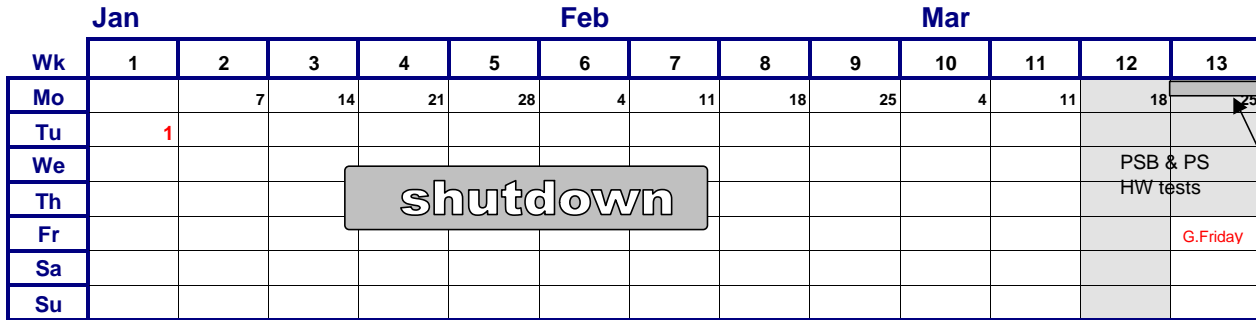 Jan Feb Mar
Wk 1 2 3 4 5 6 7 8 9 10 11 12 13
Mo 7 14 21 28 4 11 18 25 4 11 18 25
Tu 1
We PSB & PS
shutdown
Th HW tests
Fr G.Friday
Sa
Su